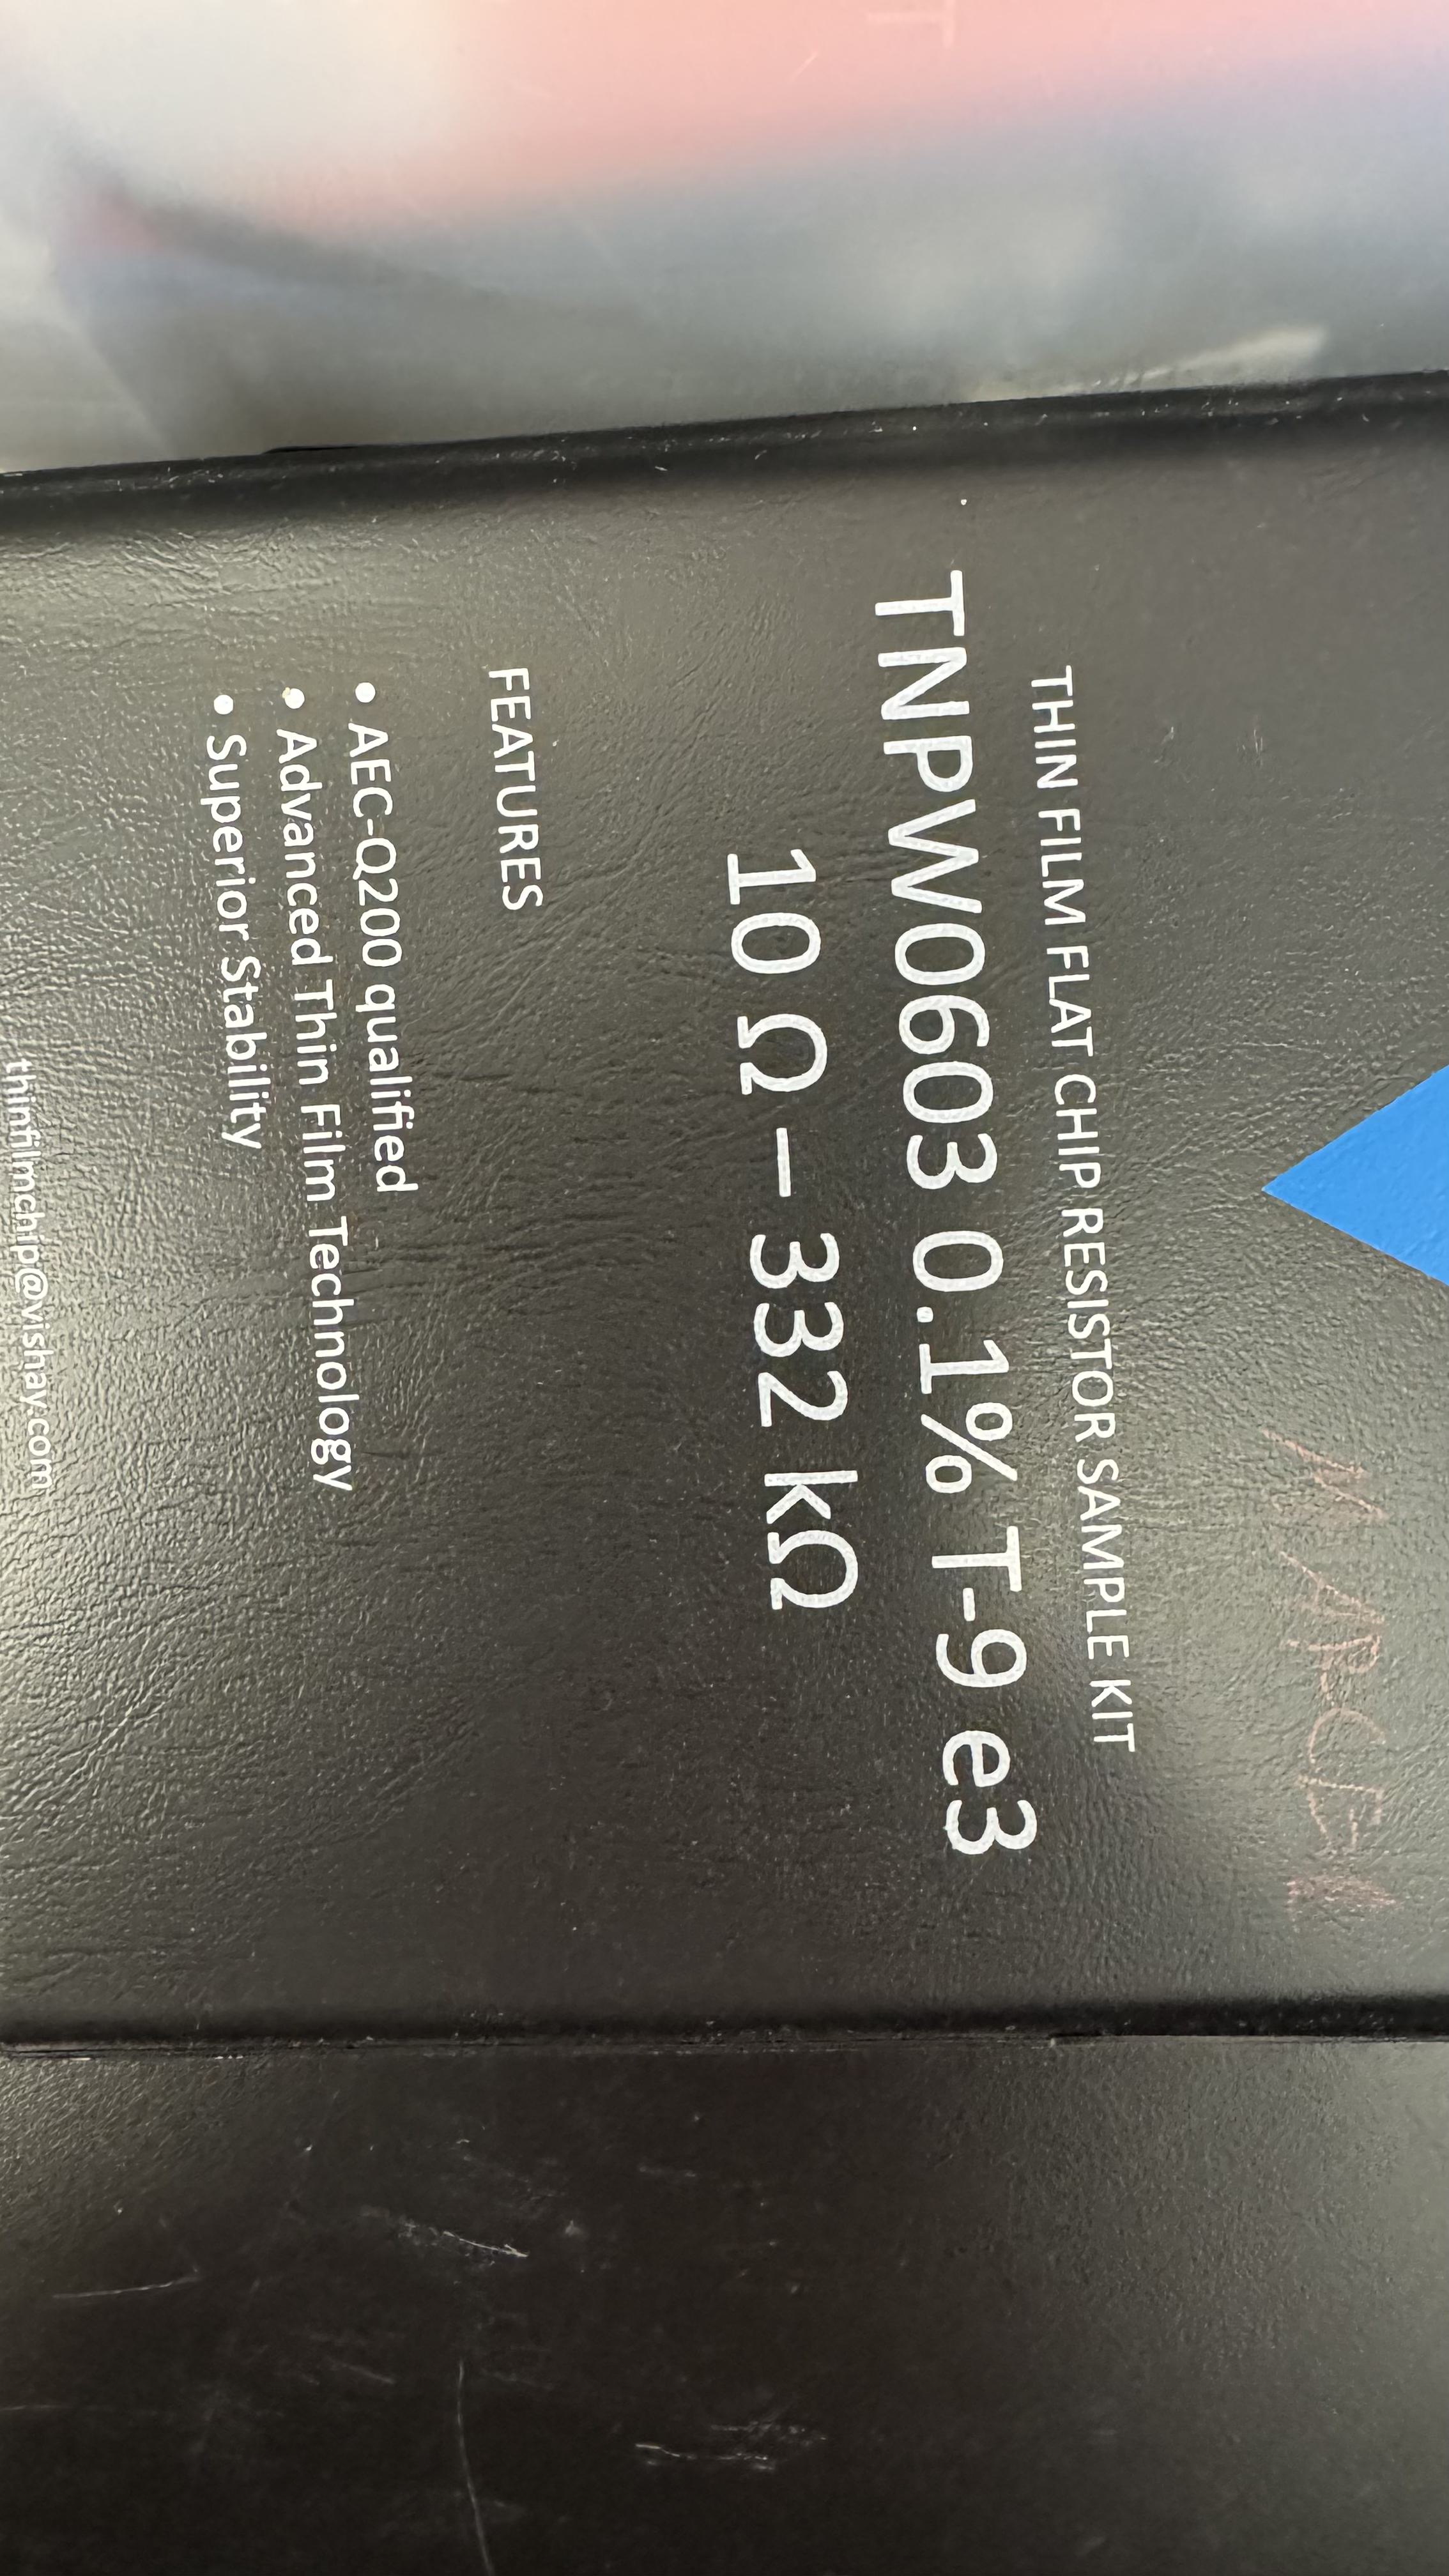 MARCEL
THIN FILM FLAT CHIP RESISTOR SAMPLE KIT
TNPW0603 0.1% T-9 e3
10 Ω – 332 kΩ
FEATURES
• AEC-Q200 qualified
• Advanced Thin Film Technology
• Superior Stability
thinfilmchip@vishay.com